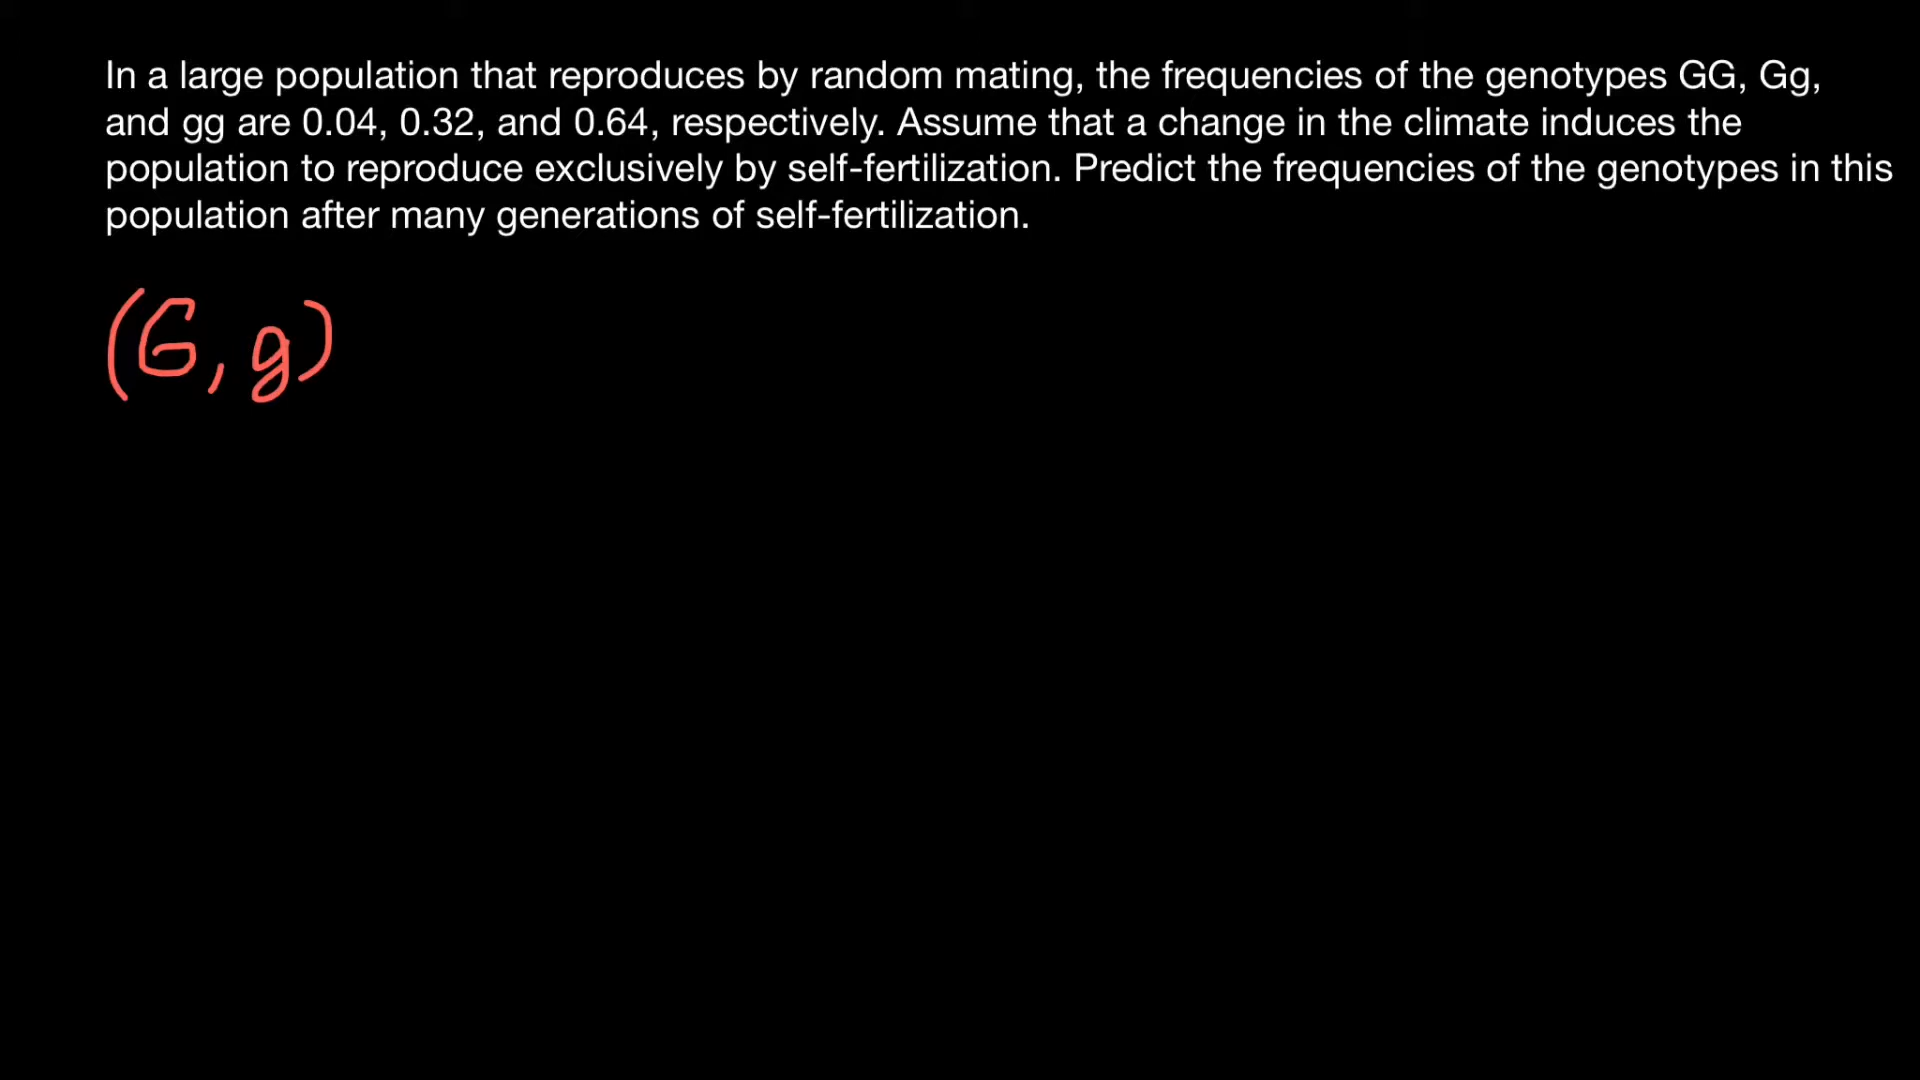 In a large population that reproduces by random mating, the frequencies of the genotypes GG, Gg,
and gg are 0.04, 0.32, and 0.64, respectively. Assume that a change in the climate induces the
population to reproduce exclusively by self-fertilization. Predict the frequencies of the genotypes in this
population after many generations of self-fertilization.
(G, g)